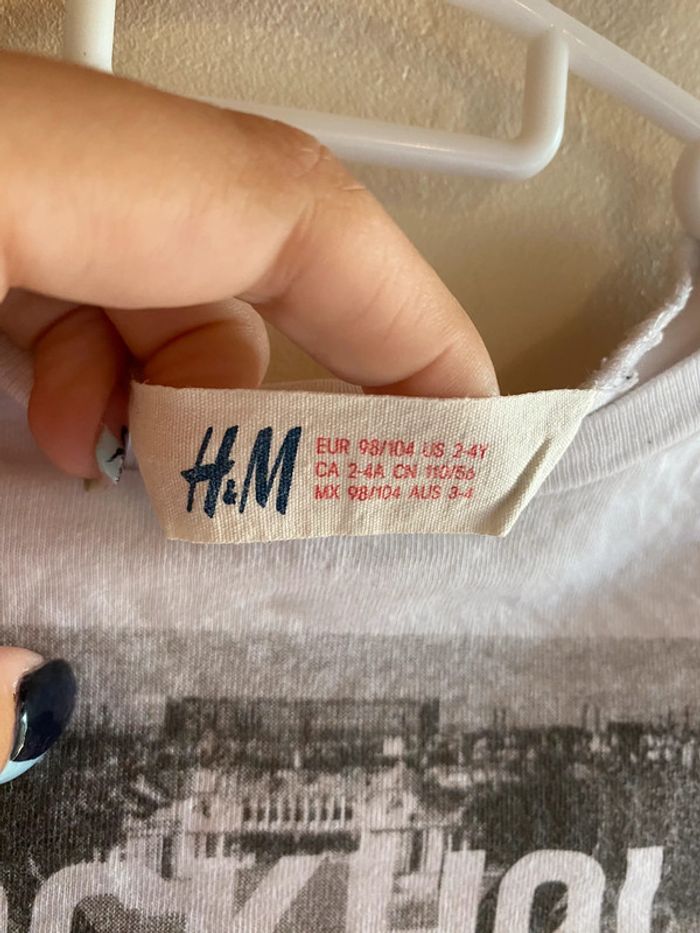 H&M
EUR 98/104 US 2-4Y
CA 2-4A CN 110/56
MX 98/104 AUS 3-4